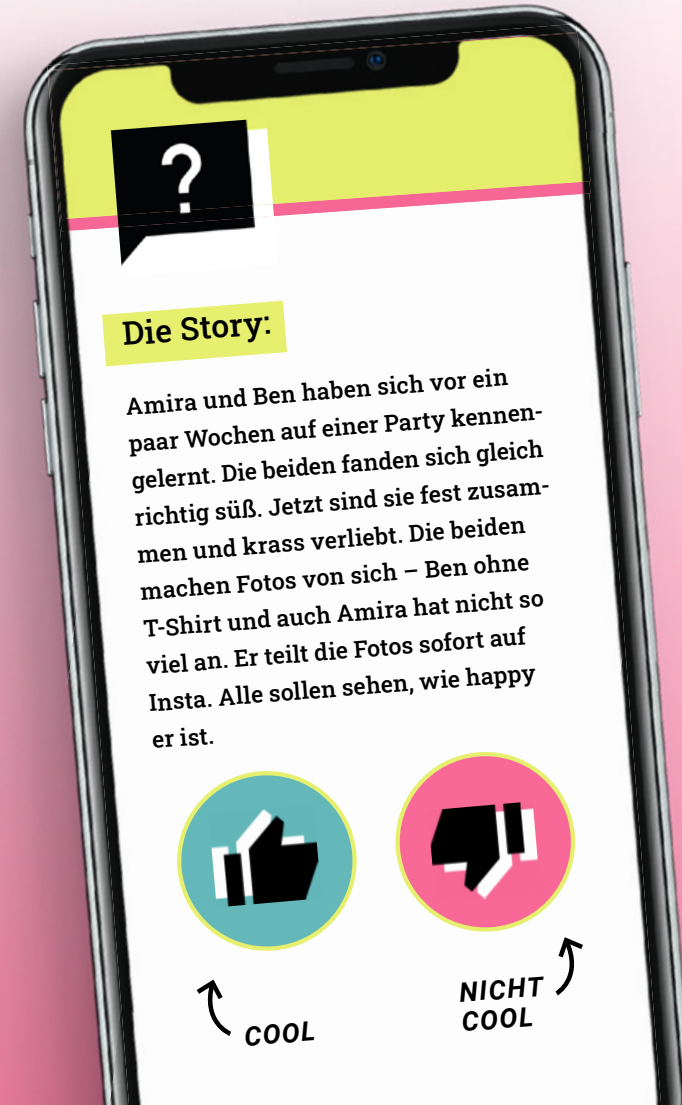 ?
Die Story:
Amira und Ben haben sich vor ein
paar Wochen auf einer Party kennen-
gelernt. Die beiden fanden sich gleich
richtig süß. Jetzt sind sie fest zusam-
men und krass verliebt. Die beiden
machen Fotos von sich – Ben ohne
T-Shirt und auch Amira hat nicht so
viel an. Er teilt die Fotos sofort auf
Insta. Alle sollen sehen, wie happy
er ist.
COOL
NICHT
COOL